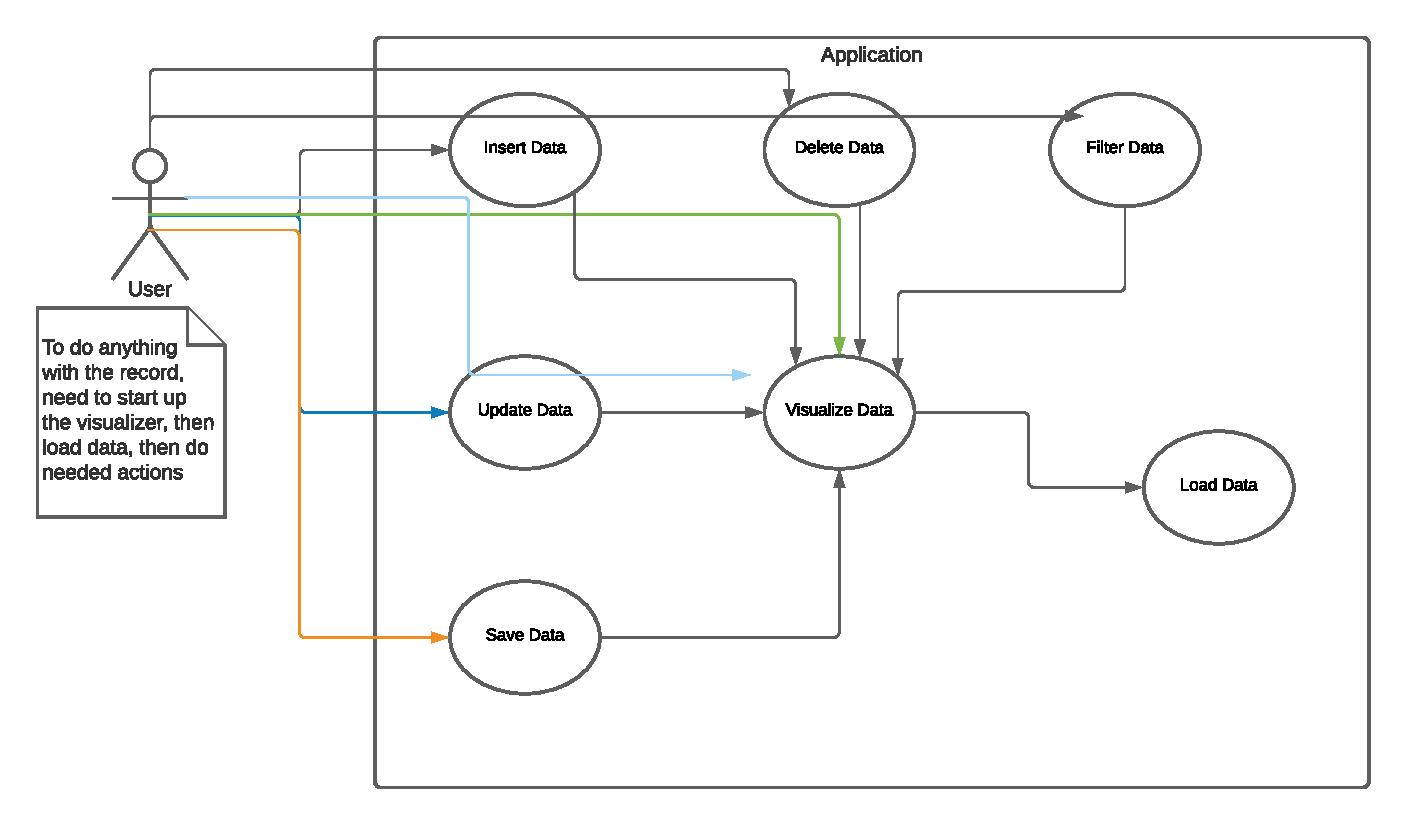 Application
Insert Data
Delete Data
Filter Data
User
To do anything
with the record,
need to start up
the visualizer, then
load data, then do
needed actions
Update Data
Visualize Data
Load Data
Save Data